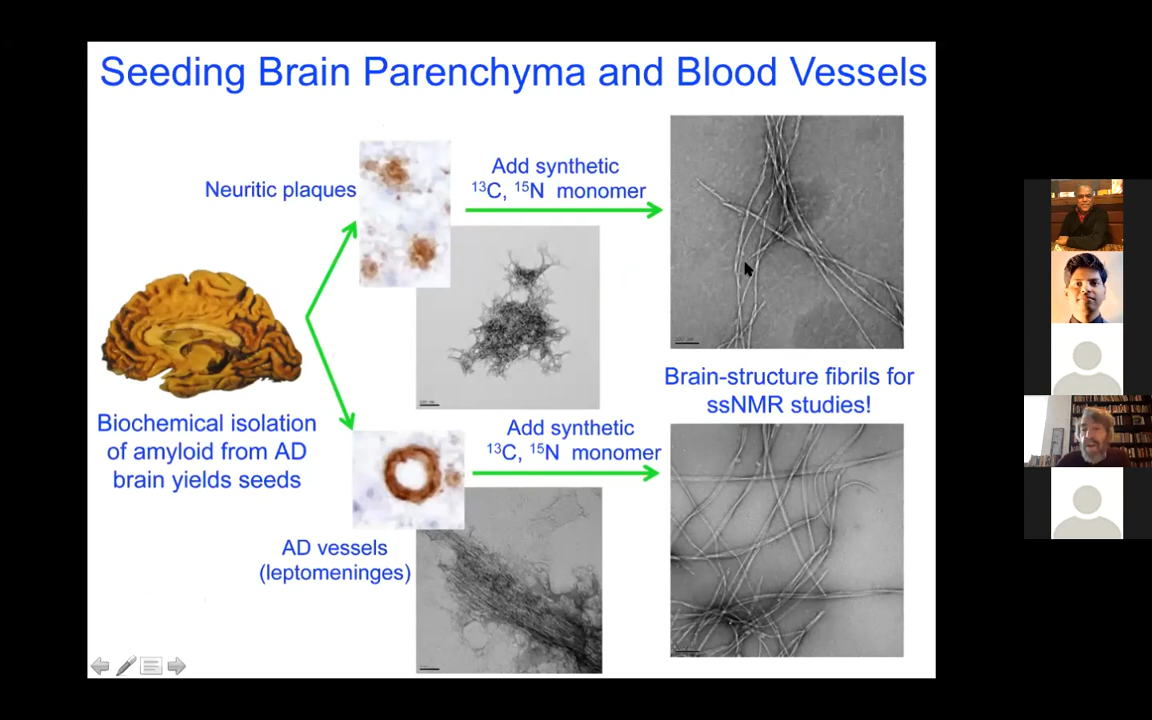 Seeding Brain Parenchyma and Blood Vessels
Neuritic plaques
Add synthetic
¹³C, ¹⁵N monomer
Biochemical isolation
of amyloid from AD
brain yields seeds
Brain-structure fibrils for
ssNMR studies!
Add synthetic
¹³C, ¹⁵N monomer
AD vessels
(leptomeninges)